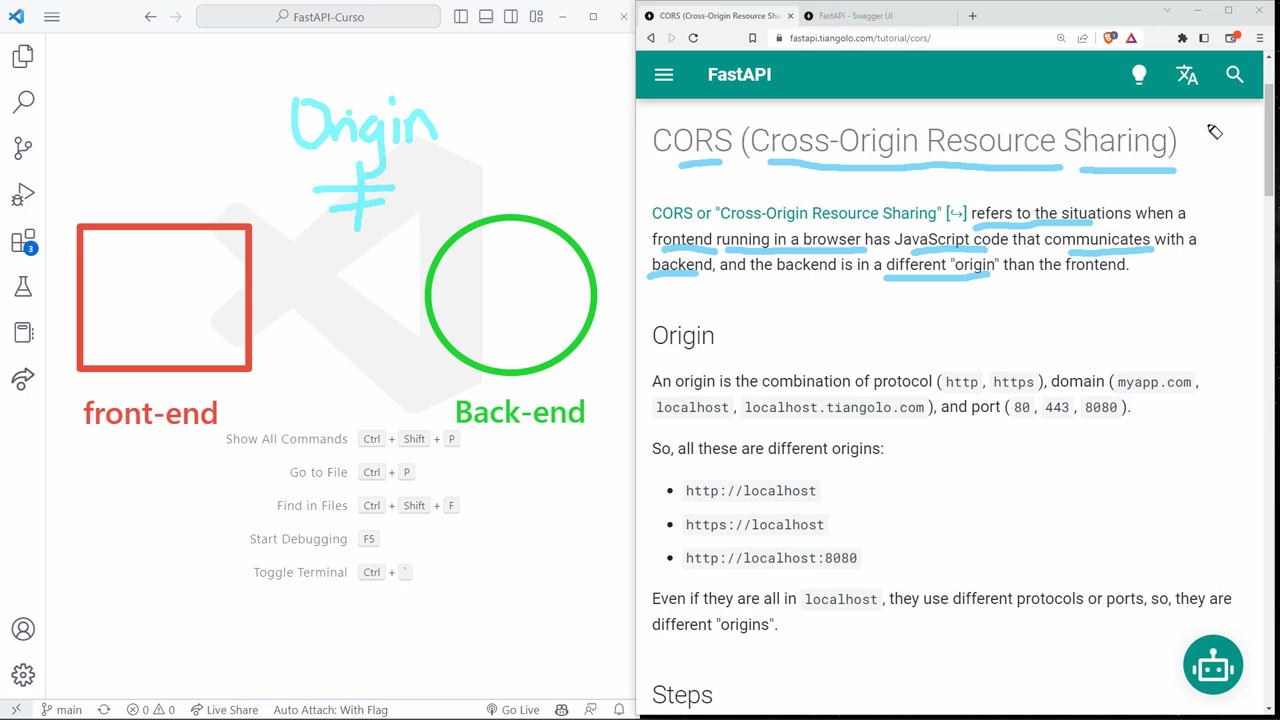 FastAPI-Curso
Origin
≠
front-end
Back-end
Show All Commands Ctrl + Shift + P
Go to File Ctrl + P
Find in Files Ctrl + Shift + F
Start Debugging F5
Toggle Terminal Ctrl + `
3
main 0 0 Live Share Auto Attach: With Flag Go Live
CORS (Cross-Origin Resource Sha
FastAPI - Swagger UI
fastapi.tiangolo.com/tutorial/cors/
1
FastAPI
CORS (Cross-Origin Resource Sharing)
CORS or "Cross-Origin Resource Sharing" [↪] refers to the situations when a
frontend running in a browser has JavaScript code that communicates with a
backend, and the backend is in a different "origin" than the frontend.
Origin
An origin is the combination of protocol ( http , https ), domain ( myapp.com ,
localhost , localhost.tiangolo.com ), and port ( 80 , 443 , 8080 ).
So, all these are different origins:
• http://localhost
• https://localhost
• http://localhost:8080
Even if they are all in localhost , they use different protocols or ports, so, they are
different "origins".
Steps